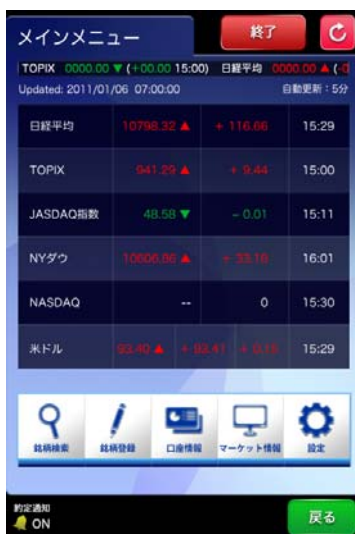 メインメニュー
終了
TOPIX 0000.00 ▼ (+00.00 15:00) 日経平均 0000.00 ▲ (-0
Updated: 2011/01/06 07:00:00 自動更新：5分
日経平均 10798.32 ▲ + 116.66 15:29
TOPIX 941.29 ▲ + 9.44 15:00
JASDAQ指数 48.58 ▼ - 0.01 15:11
NYダウ 10606.86 ▲ + 33.18 16:01
NASDAQ -- 0 15:30
米ドル 93.40 ▲ + 93.41 + 0.15 15:29
銘柄検索 銘柄登録 口座情報 マーケット情報 設定
約定通知
ON
戻る